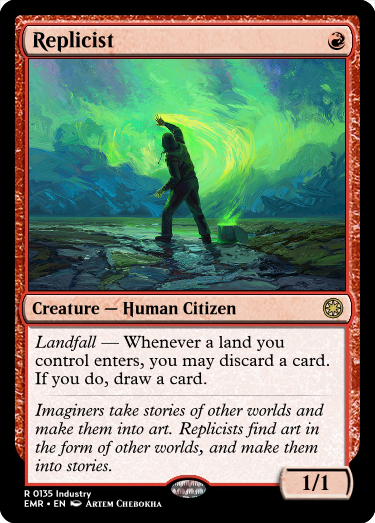 Replicist
Creature — Human Citizen
Landfall — Whenever a land you
control enters, you may discard a card.
If you do, draw a card.
Imaginers take stories of other worlds and
make them into art. Replicists find art in
the form of other worlds, and make them
into stories.
1/1
R 0135 Industry
EMR • EN Artem Chebokha